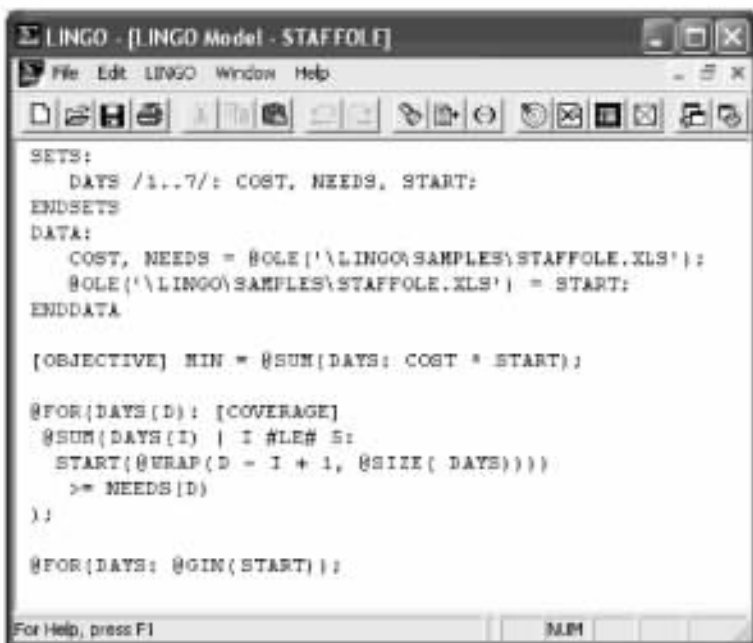 LINGO - [LINGO Model - STAFFOLE]
File Edit LINGO Window Help
SETS:
DAYS /1..7/: COST, NEEDS, START;
ENDSETS
DATA:
COST, NEEDS = @OLE('\LINGO\SAMPLES\STAFFOLE.XLS');
@OLE('\LINGO\SAMPLES\STAFFOLE.XLS') = START;
ENDDATA
[OBJECTIVE] MIN = @SUM(DAYS: COST * START);
@FOR(DAYS(D): [COVERAGE]
@SUM(DAYS(I) | I #LE# 5:
START(@WRAP(D - I + 1, @SIZE( DAYS))))
>= NEEDS(D)
);
@FOR(DAYS: @GIN(START));
For Help, press F1
NUM